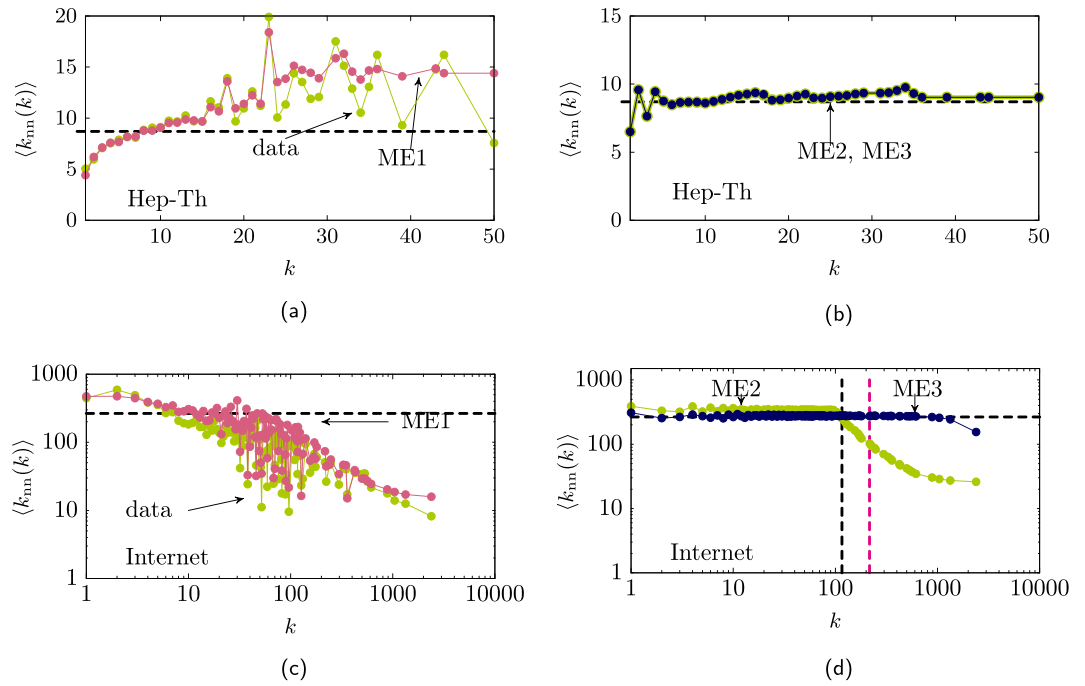 20
15
10
5
0
10 20 30 40 50
⟨k_nn(k)⟩
data
ME1
Hep-Th
k
(a)
15
10
5
0
10 20 30 40 50
⟨k_nn(k)⟩
ME2, ME3
Hep-Th
k
(b)
1000
100
10
1
1 10 100 1000 10000
⟨k_nn(k)⟩
ME1
data
Internet
k
(c)
1000
100
10
1
1 10 100 1000 10000
⟨k_nn(k)⟩
ME2 ME3
Internet
k
(d)